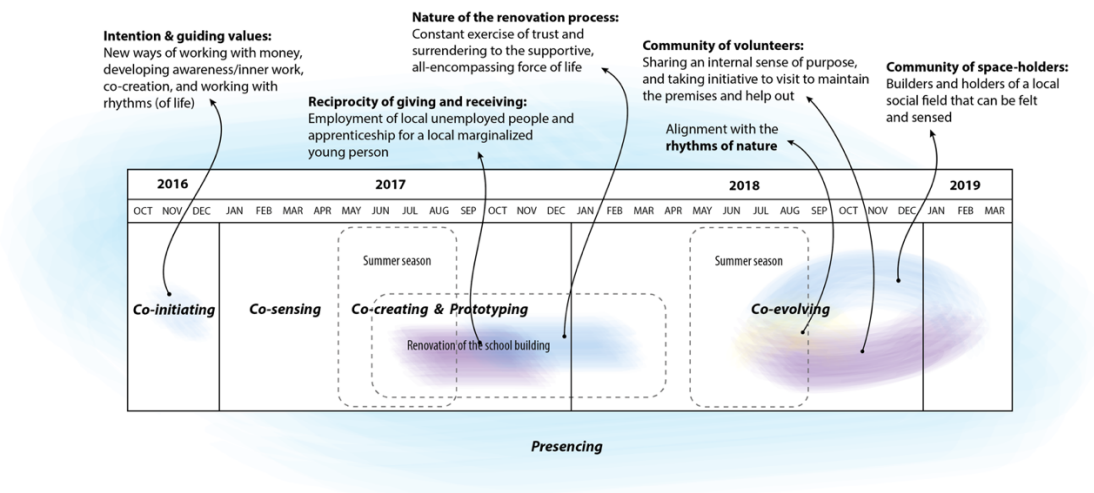 Intention & guiding values:
New ways of working with money,
developing awareness/inner work,
co-creation, and working with
rhythms (of life)
Reciprocity of giving and receiving:
Employment of local unemployed people and
apprenticeship for a local marginalized
young person
Nature of the renovation process:
Constant exercise of trust and
surrendering to the supportive,
all-encompassing force of life
Community of volunteers:
Sharing an internal sense of purpose,
and taking initiative to visit to maintain
the premises and help out
Alignment with the
rhythms of nature
Community of space-holders:
Builders and holders of a local
social field that can be felt
and sensed
2016 2017 2018 2019
OCT NOV DEC JAN FEB MAR APR MAY JUN JUL AUG SEP OCT NOV DEC JAN FEB MAR APR MAY JUN JUL AUG SEP OCT NOV DEC JAN FEB MAR
Summer season Summer season
Co-initiating Co-sensing Co-creating & Prototyping Co-evolving
Renovation of the school building
Presencing